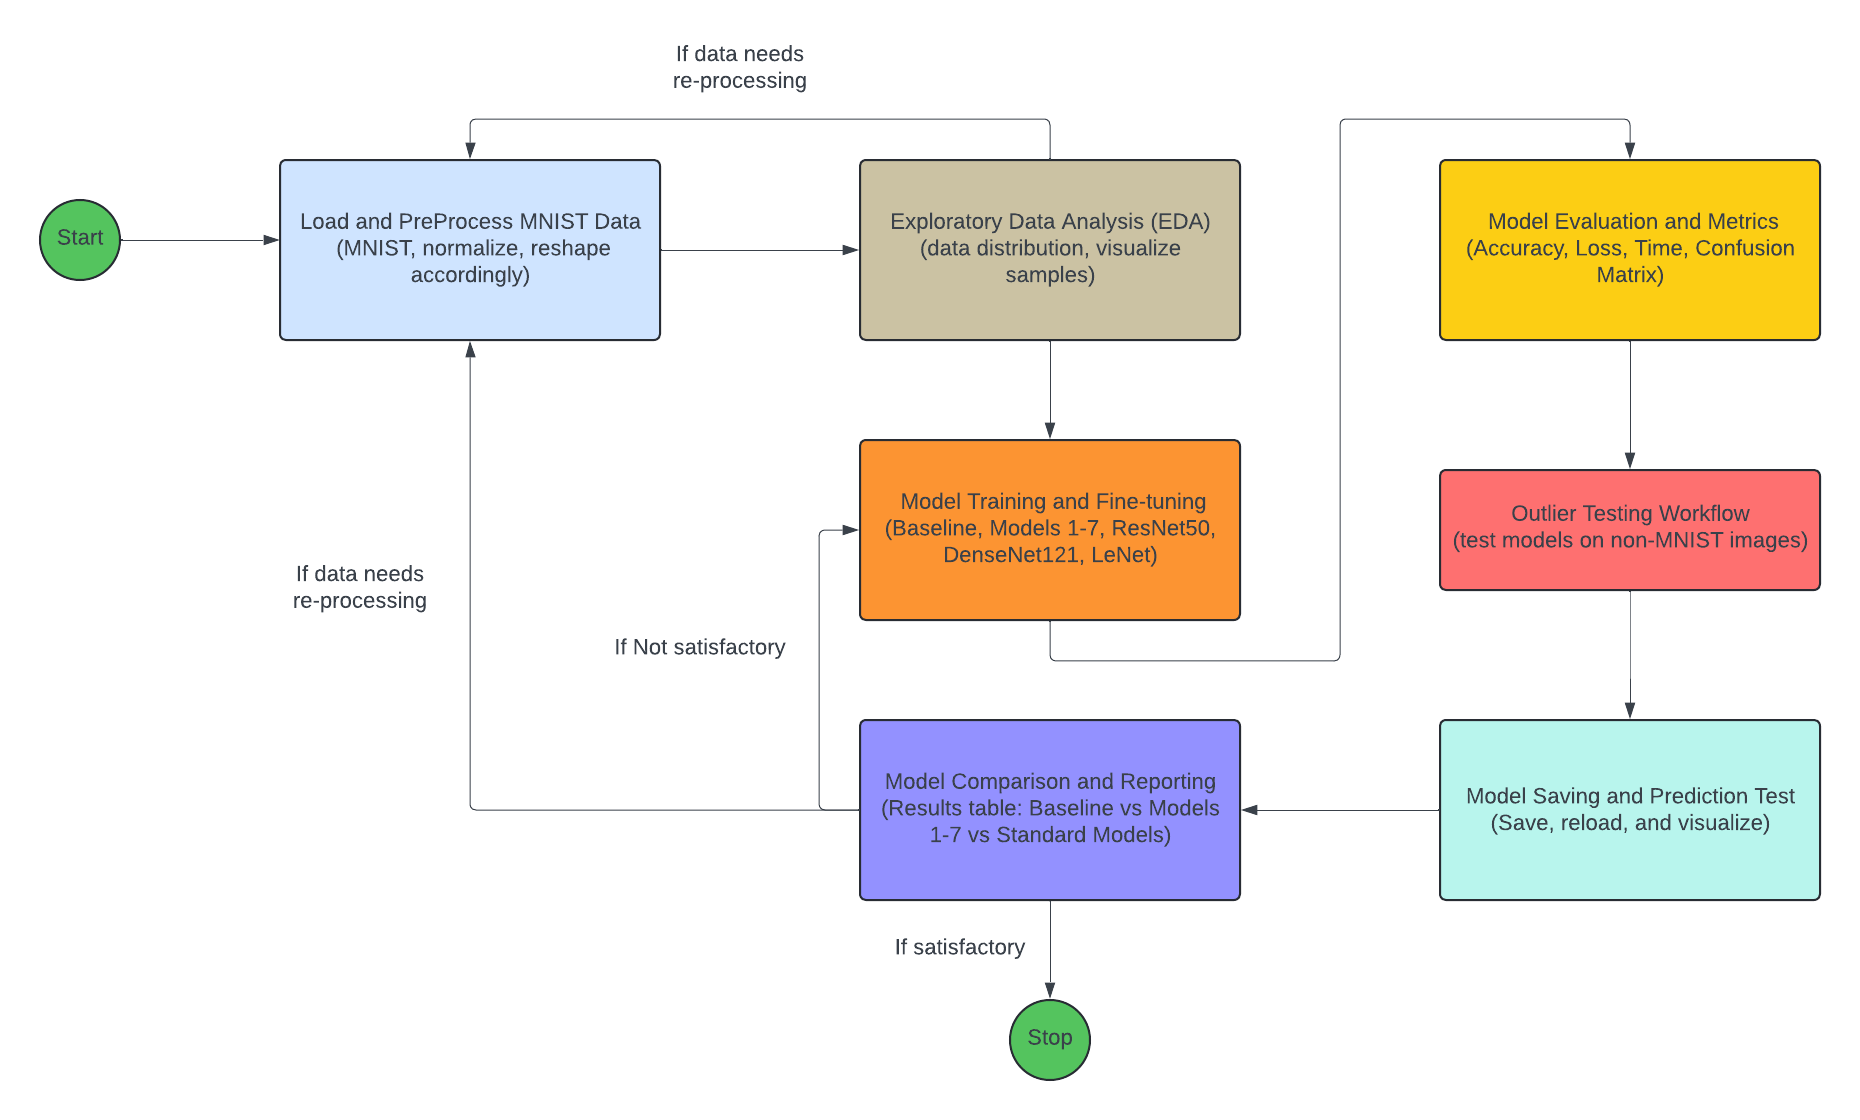 If data needs
re-processing
Start
Load and PreProcess MNIST Data
(MNIST, normalize, reshape
accordingly)
Exploratory Data Analysis (EDA)
(data distribution, visualize
samples)
Model Evaluation and Metrics
(Accuracy, Loss, Time, Confusion
Matrix)
Model Training and Fine-tuning
(Baseline, Models 1-7, ResNet50,
DenseNet121, LeNet)
Outlier Testing Workflow
(test models on non-MNIST images)
If data needs
re-processing
If Not satisfactory
Model Comparison and Reporting
(Results table: Baseline vs Models
1-7 vs Standard Models)
Model Saving and Prediction Test
(Save, reload, and visualize)
If satisfactory
Stop